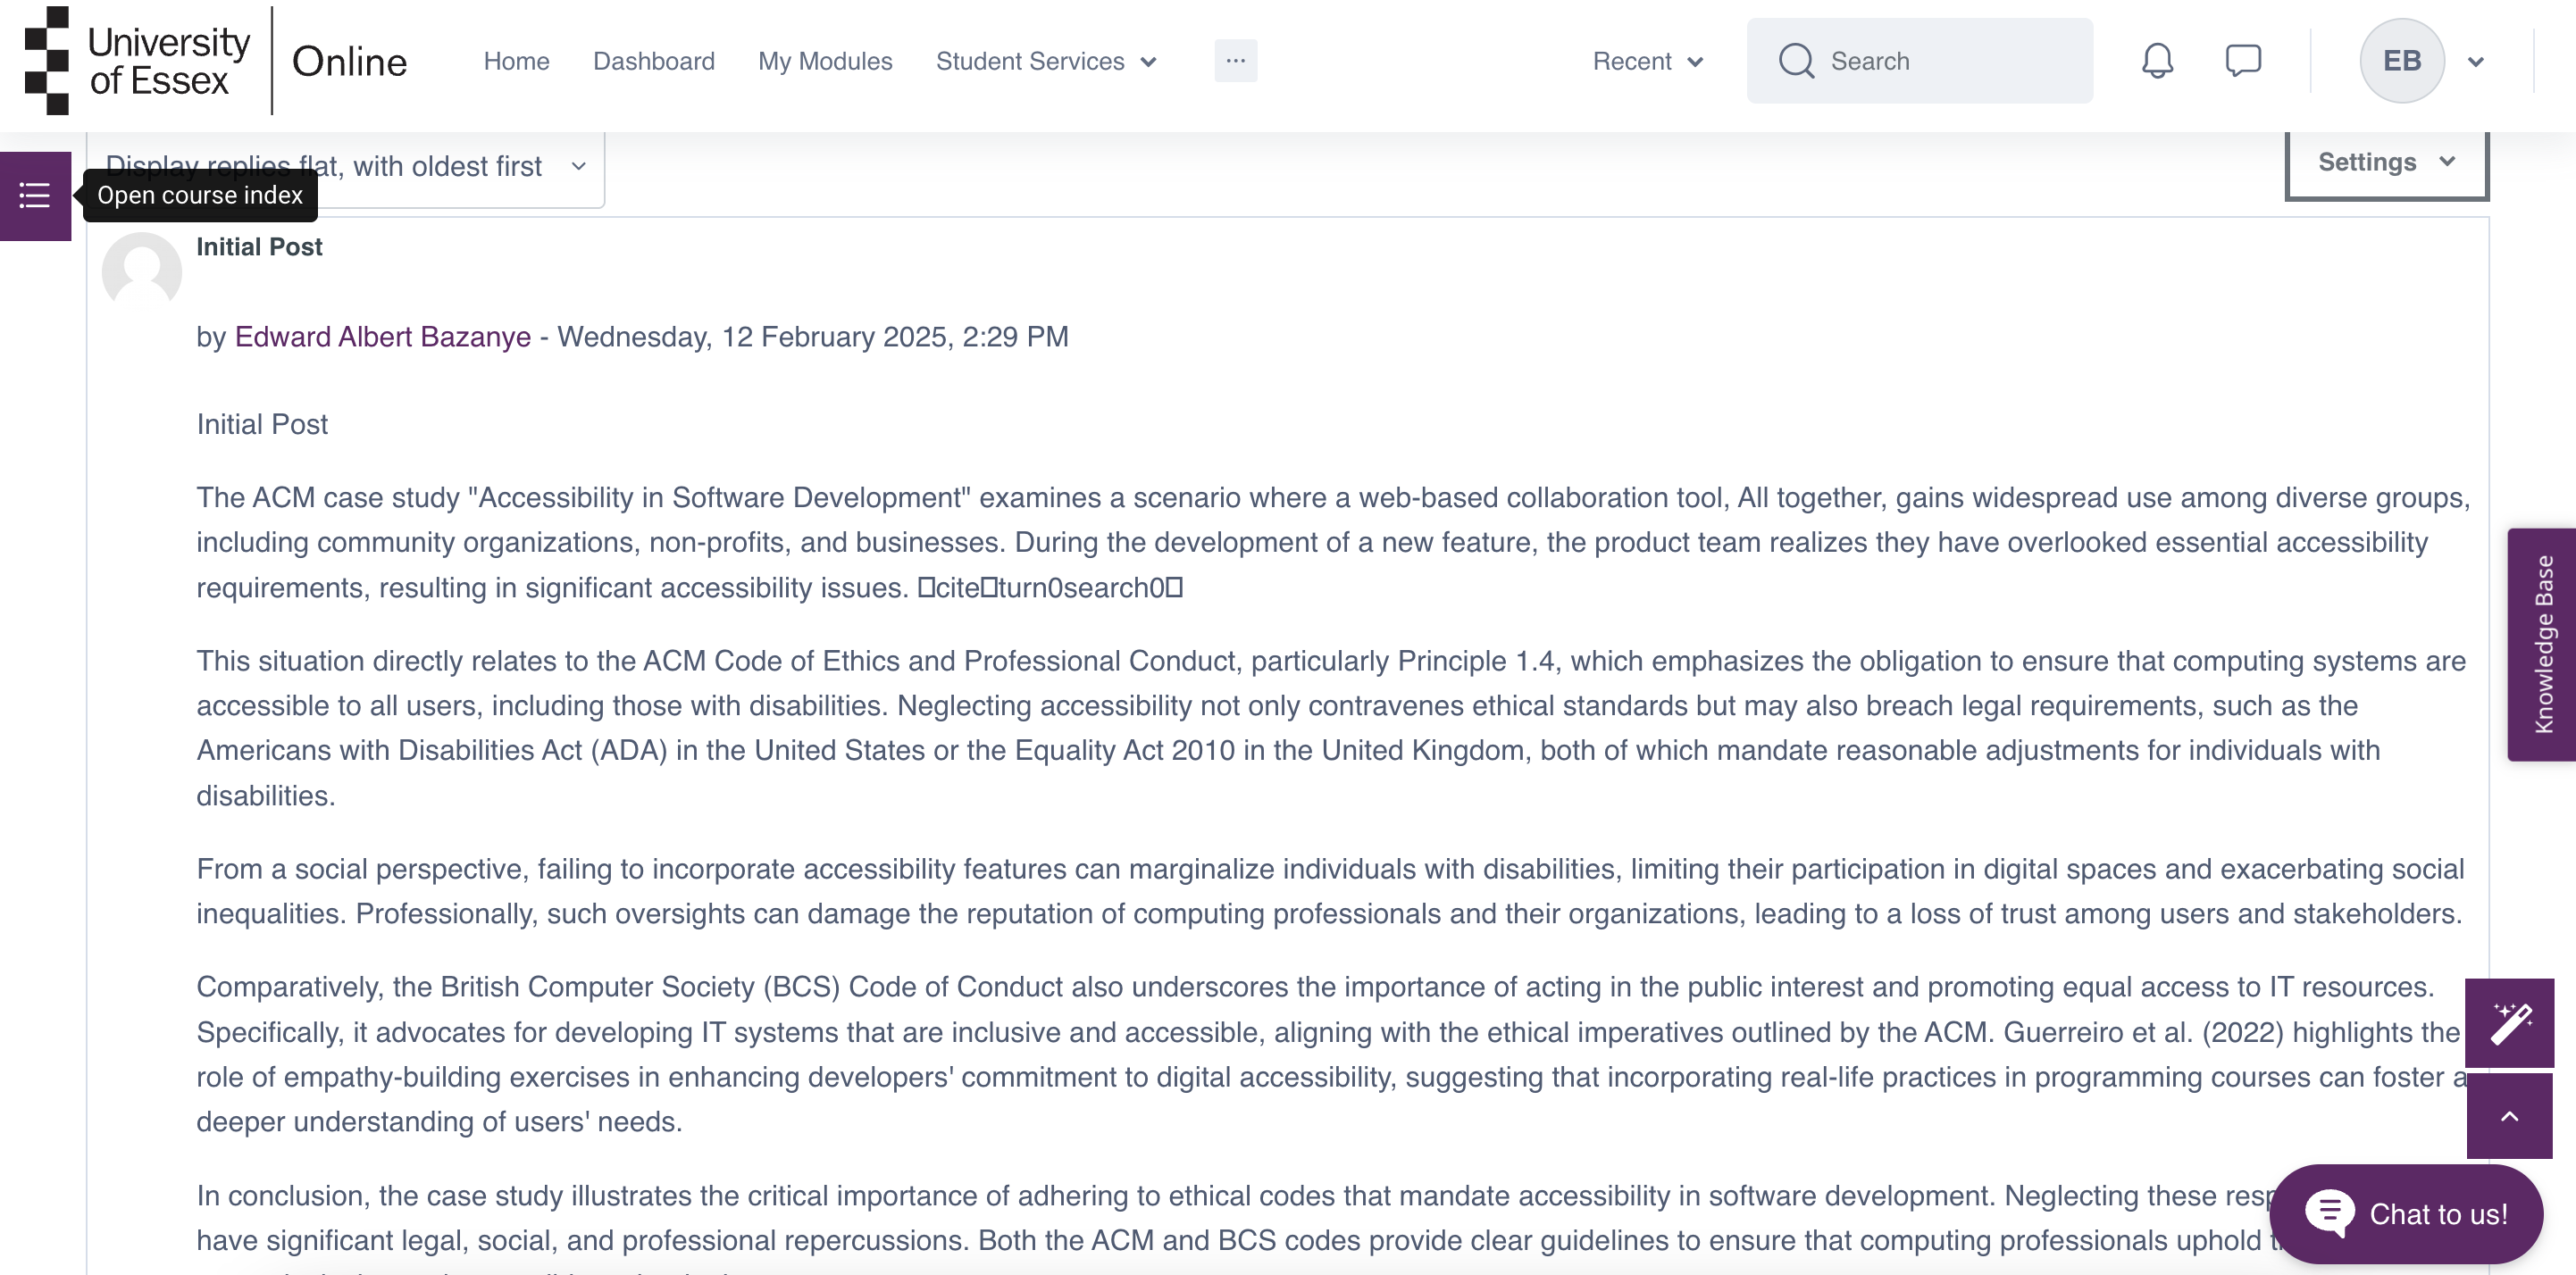 University of Essex Online
Home Dashboard My Modules Student Services ... Recent Search EB
Display replies flat, with oldest first
Settings
Open course index
Initial Post
by Edward Albert Bazanye - Wednesday, 12 February 2025, 2:29 PM
Initial Post
The ACM case study "Accessibility in Software Development" examines a scenario where a web-based collaboration tool, All together, gains widespread use among diverse groups,
including community organizations, non-profits, and businesses. During the development of a new feature, the product team realizes they have overlooked essential accessibility
requirements, resulting in significant accessibility issues. □cite□turn0search0□
This situation directly relates to the ACM Code of Ethics and Professional Conduct, particularly Principle 1.4, which emphasizes the obligation to ensure that computing systems are
accessible to all users, including those with disabilities. Neglecting accessibility not only contravenes ethical standards but may also breach legal requirements, such as the
Americans with Disabilities Act (ADA) in the United States or the Equality Act 2010 in the United Kingdom, both of which mandate reasonable adjustments for individuals with
disabilities.
From a social perspective, failing to incorporate accessibility features can marginalize individuals with disabilities, limiting their participation in digital spaces and exacerbating social
inequalities. Professionally, such oversights can damage the reputation of computing professionals and their organizations, leading to a loss of trust among users and stakeholders.
Comparatively, the British Computer Society (BCS) Code of Conduct also underscores the importance of acting in the public interest and promoting equal access to IT resources.
Specifically, it advocates for developing IT systems that are inclusive and accessible, aligning with the ethical imperatives outlined by the ACM. Guerreiro et al. (2022) highlights the
role of empathy-building exercises in enhancing developers' commitment to digital accessibility, suggesting that incorporating real-life practices in programming courses can foster a
deeper understanding of users' needs.
In conclusion, the case study illustrates the critical importance of adhering to ethical codes that mandate accessibility in software development. Neglecting these
have significant legal, social, and professional repercussions. Both the ACM and BCS codes provide clear guidelines to ensure that computing professionals uphold
Knowledge Base
Chat to us!